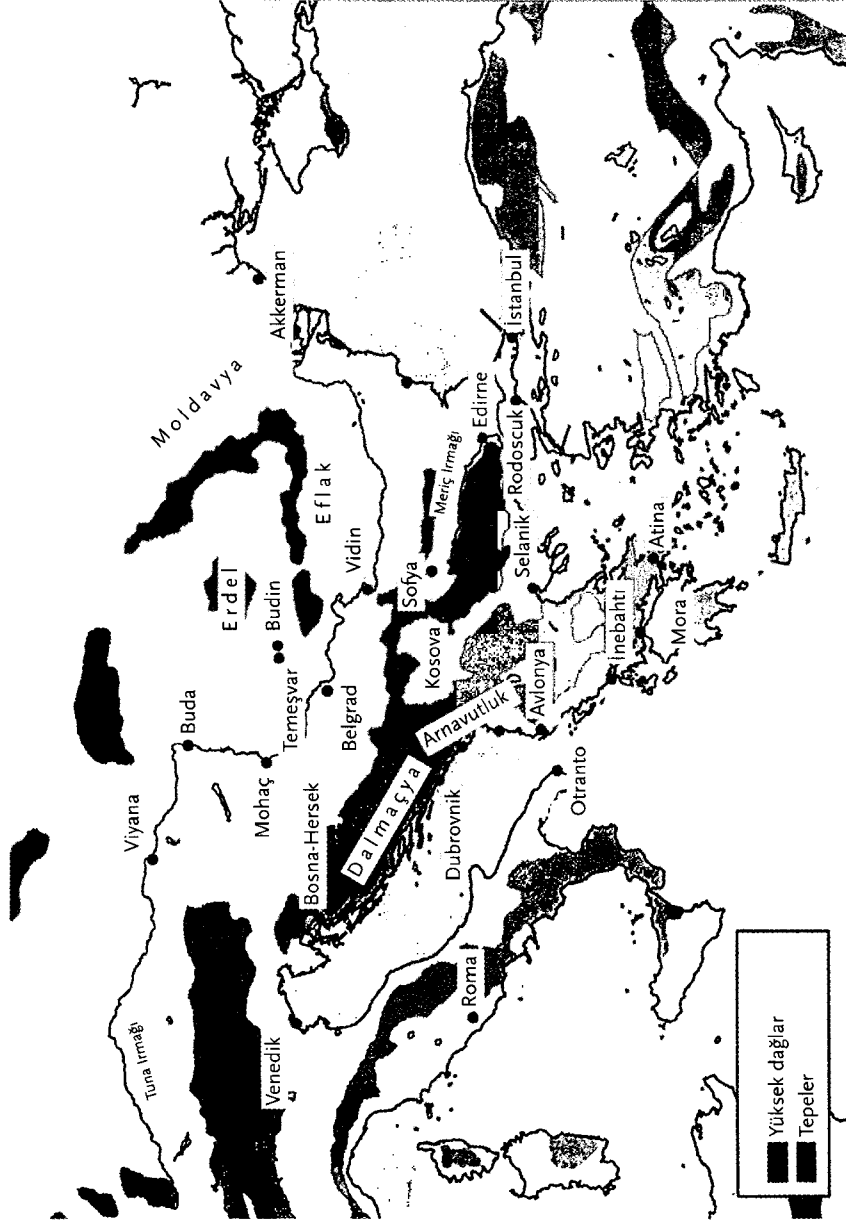 Viyana
Buda
Mohaç
Tuna Irmağı
Venedik
Bosna-Hersek
Dalmaçya
Dubrovnik
Roma
Otranto
Temeşvar
Budin
Belgrad
Erdel
Eflak
Moldavya
Akkerman
Vidin
Sofya
Kosova
Meriç Irmağı
Edirne
İstanbul
Rodoscuk
Selanik
Arnavutluk
Avlonya
İnebahtı
Atina
Mora
Yüksek dağlar
Tepeler